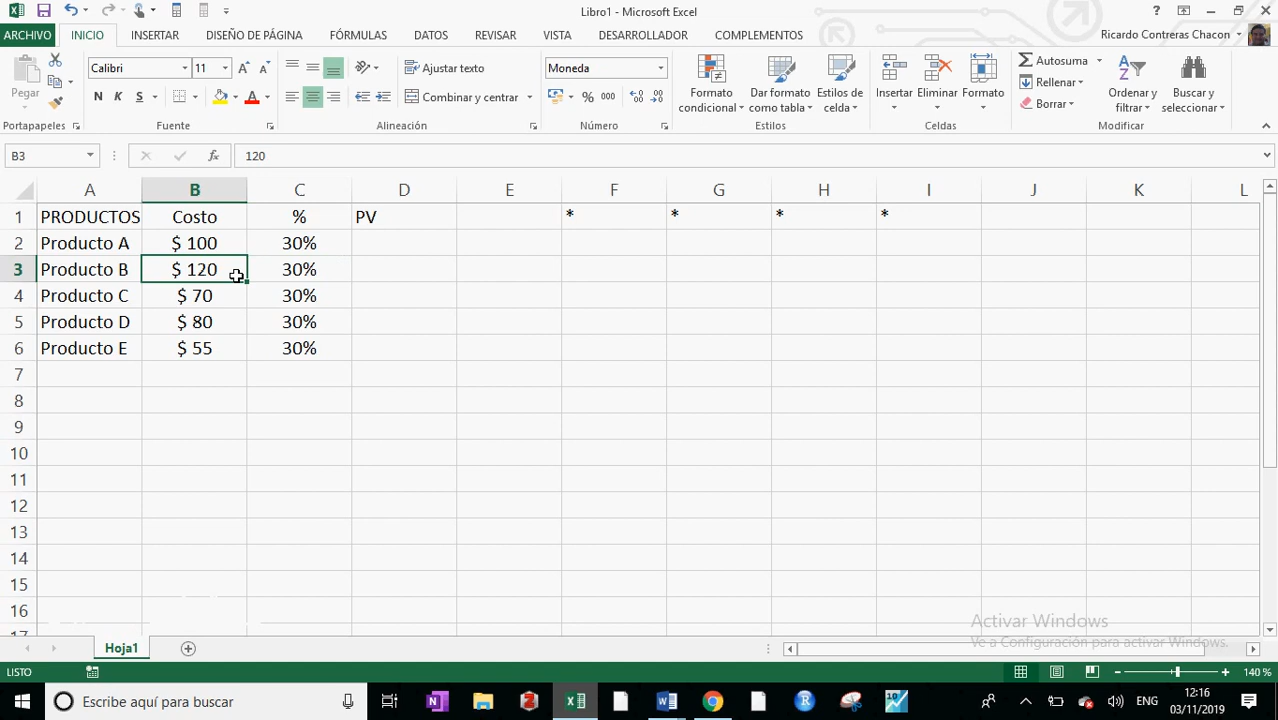 Libro1 - Microsoft Excel
ARCHIVO INICIO INSERTAR DISEÑO DE PÁGINA FÓRMULAS DATOS REVISAR VISTA DESARROLLADOR COMPLEMENTOS Ricardo Contreras Chacon
Pegar
Calibri 11
N K S
Ajustar texto
Combinar y centrar
Moneda
$ % 000
Formato condicional
Dar formato como tabla
Estilos de celda
Insertar Eliminar Formato
Autosuma
Rellenar
Borrar
Ordenar y filtrar
Buscar y seleccionar
Portapapeles Fuente Alineación Número Estilos Celdas Modificar
B3 fx 120
A B C D E F G H I J K L
1 PRODUCTOS Costo % PV * * * *
2 Producto A $ 100 30%
3 Producto B $ 120 30%
4 Producto C $ 70 30%
5 Producto D $ 80 30%
6 Producto E $ 55 30%
7
8
9
10
11
12
13
14
15
16
17
Activar Windows
Ve a Configuración para activar Windows.
Hoja1
LISTO 140 %
Escribe aquí para buscar
ENG
12:16
03/11/2019